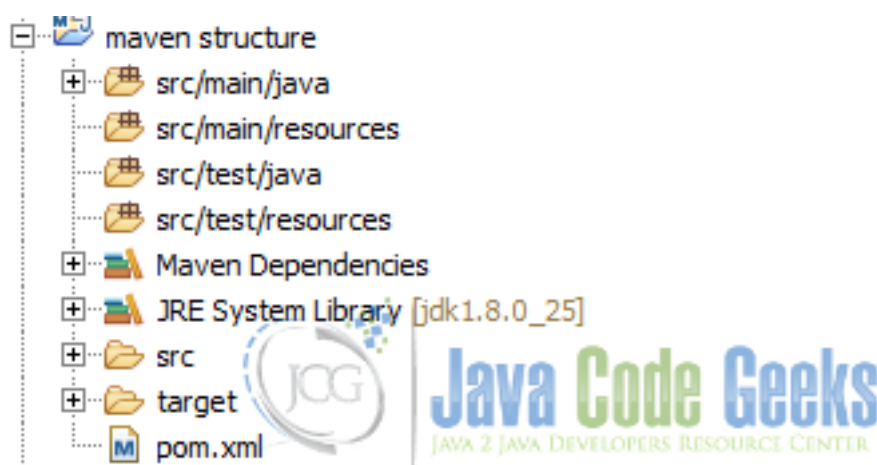 maven structure
src/main/java
src/main/resources
src/test/java
src/test/resources
Maven Dependencies
JRE System Library [jdk1.8.0_25]
src
target
pom.xml
JCG
Java Code Geeks
JAVA 2 JAVA DEVELOPERS RESOURCE CENTER